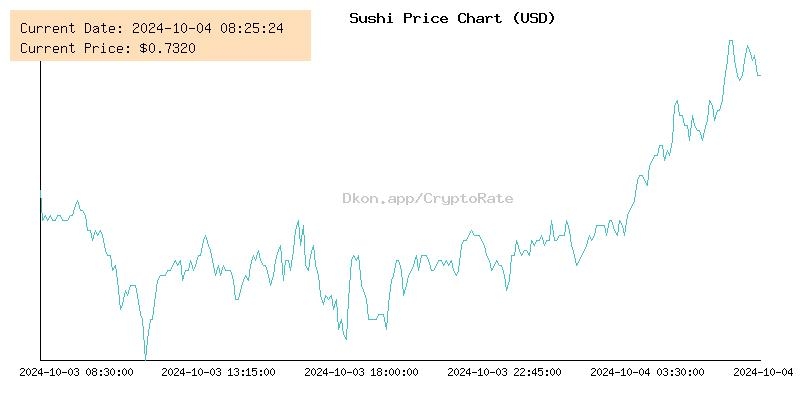 Sushi Price Chart (USD)
Current Date: 2024-10-04 08:25:24
Current Price: $0.7320
Dkon.app/CryptoRate
2024-10-03 08:30:00 2024-10-03 13:15:00 2024-10-03 18:00:00 2024-10-03 22:45:00 2024-10-04 03:30:00 2024-10-04